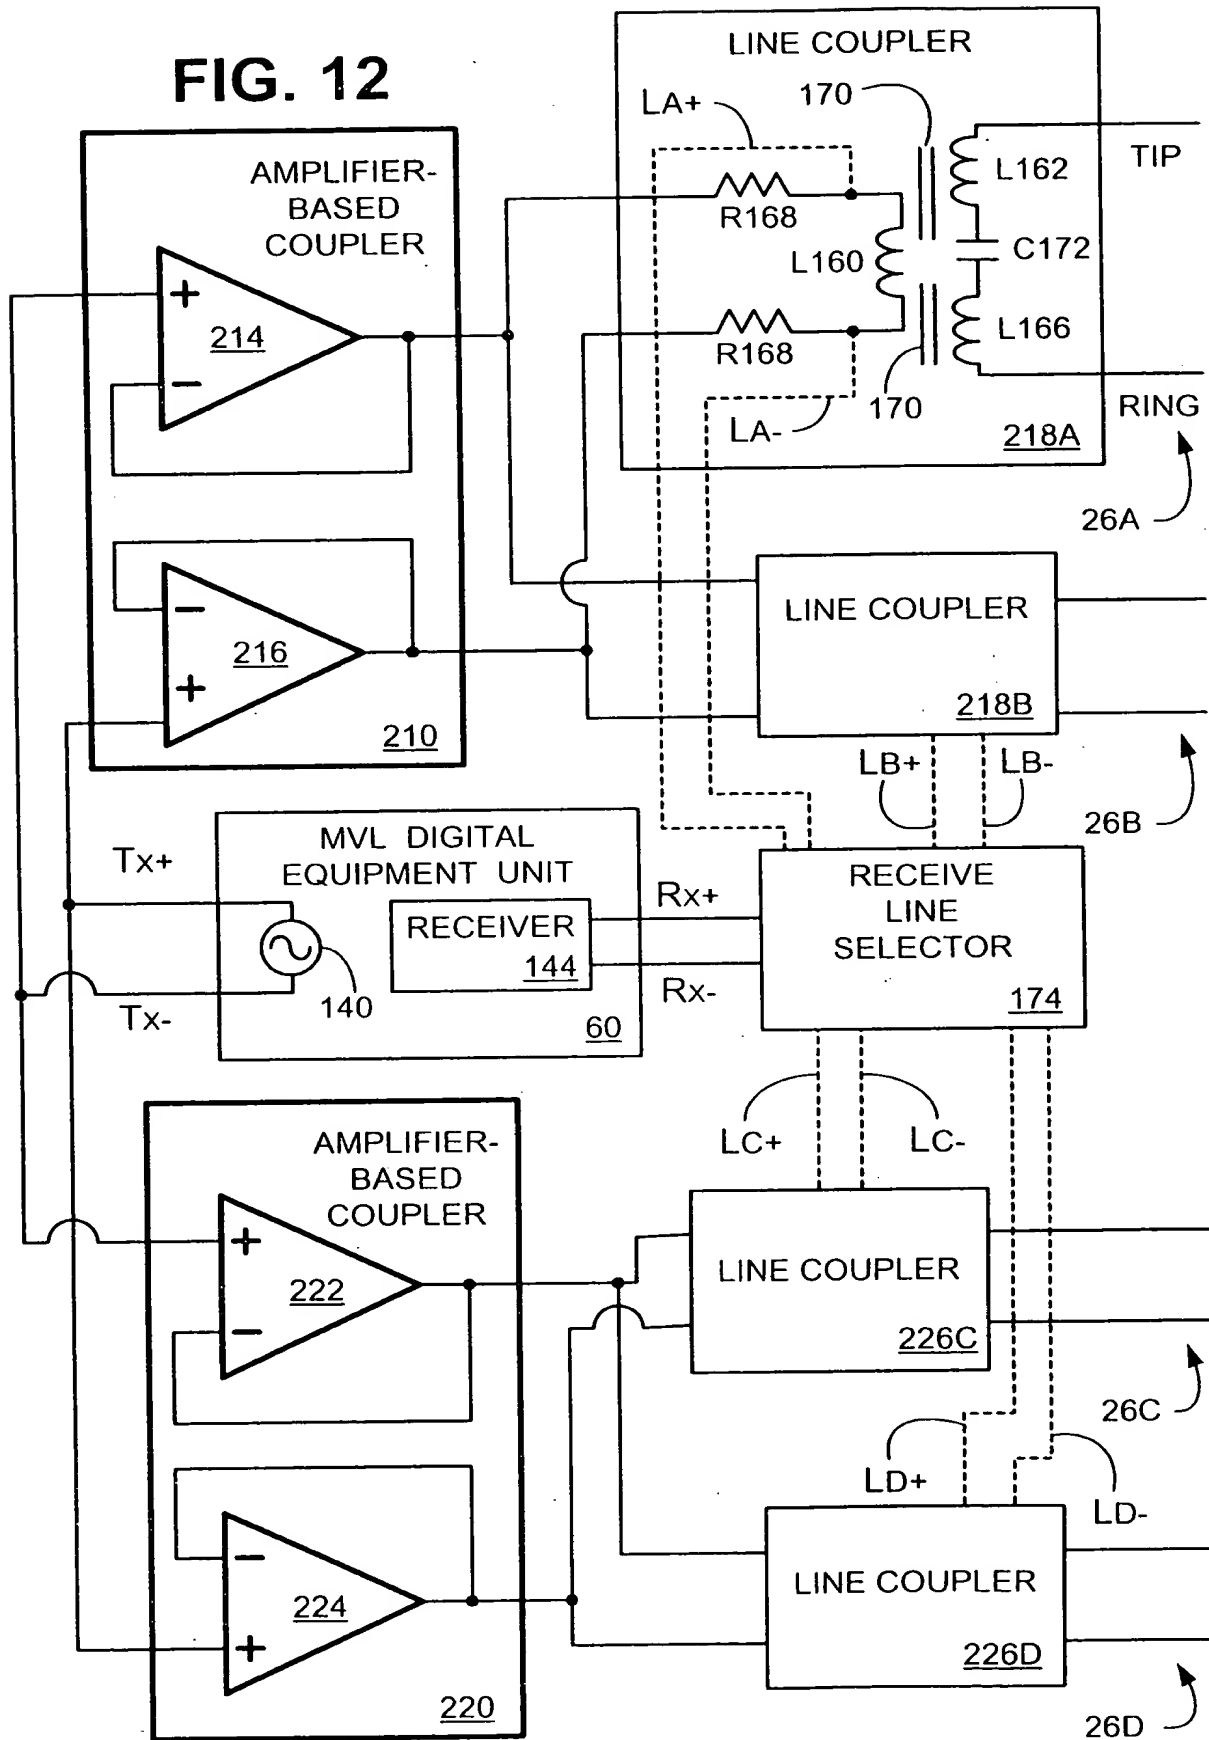 FIG. 12
LINE COUPLER
LA+
170
TIP
L162
R168
L160
C172
R168
L166
170
LA-
RING
218A
26A
AMPLIFIER-
BASED
COUPLER
+
214
−
−
216
+
210
LINE COUPLER
218B
LB+
LB-
26B
MVL DIGITAL
EQUIPMENT UNIT
Tx+
Tx-
140
RECEIVER
144
60
Rx+
Rx-
RECEIVE
LINE
SELECTOR
174
LC+
LC-
AMPLIFIER-
BASED
COUPLER
+
222
−
−
224
+
220
LINE COUPLER
226C
26C
LD+
LD-
LINE COUPLER
226D
26D